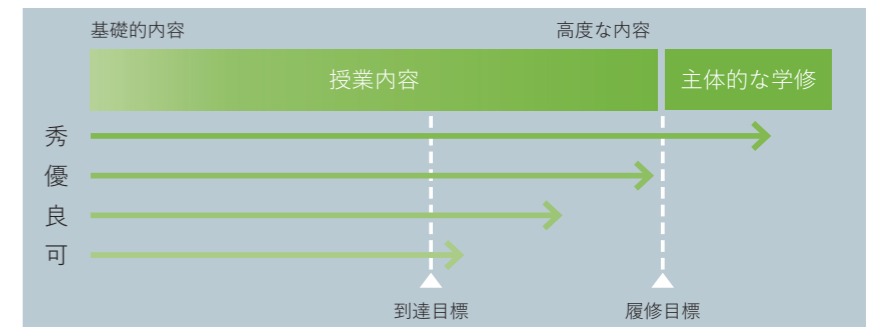 基礎的内容
高度な内容
授業内容
主体的な学修
秀
優
良
可
到達目標
履修目標